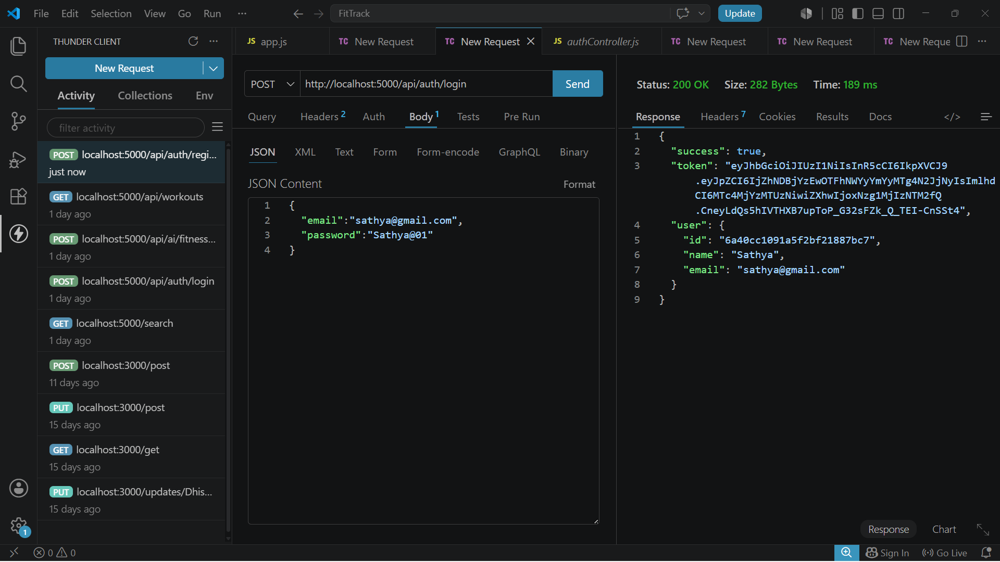 File Edit Selection View Go Run ···
FitTrack
Update
THUNDER CLIENT
New Request
Activity Collections Env
filter activity
POST localhost:5000/api/auth/regi...
just now
GET localhost:5000/api/workouts
1 day ago
POST localhost:5000/api/ai/fitness...
1 day ago
POST localhost:5000/api/auth/login
1 day ago
GET localhost:5000/search
1 day ago
POST localhost:3000/post
11 days ago
PUT localhost:3000/post
15 days ago
GET localhost:3000/get
15 days ago
PUT localhost:3000/updates/Dhis...
15 days ago
1
JS app.js
TC New Request
TC New Request
JS authController.js
TC New Request
TC New Request
TC New Reque
POST http://localhost:5000/api/auth/login Send
Query Headers 2 Auth Body 1 Tests Pre Run
JSON XML Text Form Form-encode GraphQL Binary
JSON Content Format
1 {
2 "email":"sathya@gmail.com",
3 "password":"Sathya@01"
4 }
Status: 200 OK Size: 282 Bytes Time: 189 ms
Response Headers 7 Cookies Results Docs </>
1 {
2 "success": true,
3 "token": "eyJhbGciOiJIUzI1NiIsInR5cCI6IkpXVCJ9
.eyJpZCI6IjZhNDBjYzEwOTFhNWYyYmYyMTg4N2JjNyIsImlhd
CI6MTc4MjYzMTUzNiwiZXhwIjoxNzg1MjIzNTM2fQ
.CneyLdQs5hIVTHXB7upToP_G32sFZk_Q_TEI-CnSSt4",
4 "user": {
5 "id": "6a40cc1091a5f2bf21887bc7",
6 "name": "Sathya",
7 "email": "sathya@gmail.com"
8 }
9 }
Response Chart
0 0
Sign In Go Live